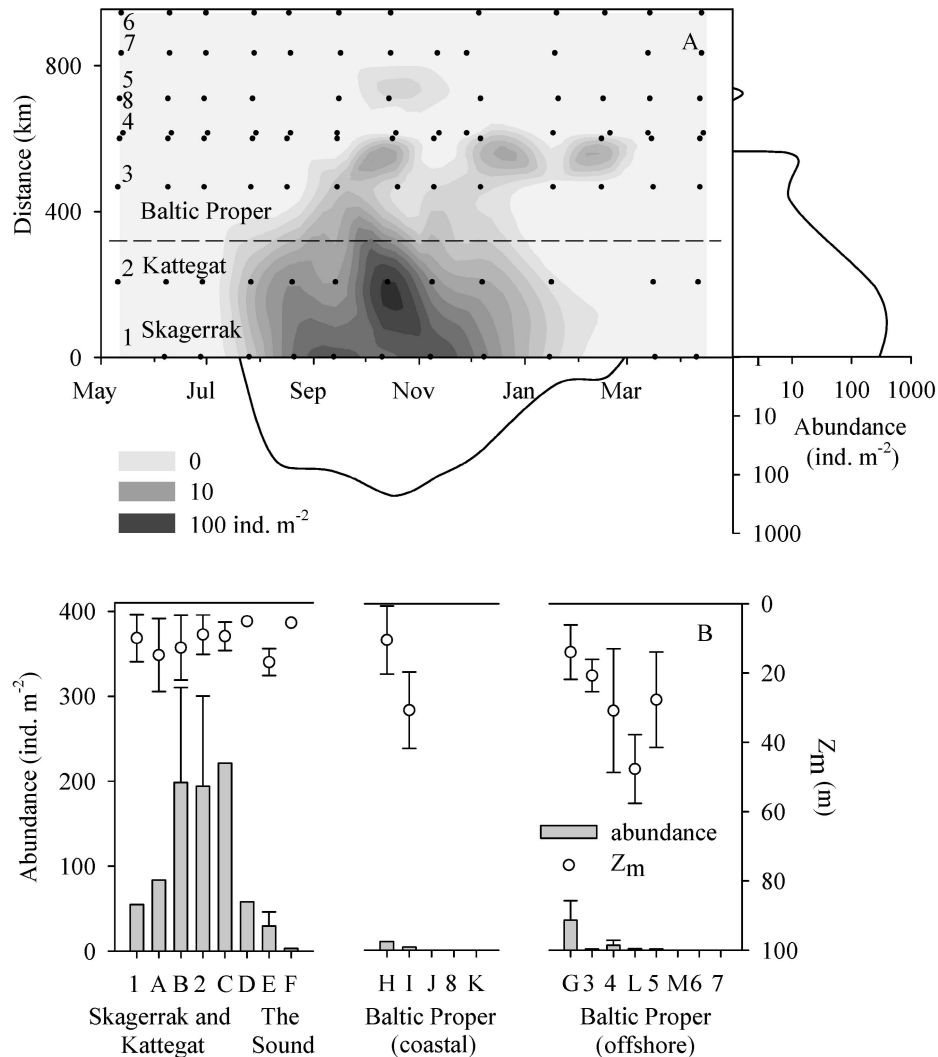 A
6
7
5
8
4
3
2
1
800
400
0
Distance (km)
Baltic Proper
Kattegat
Skagerrak
May Jul Sep Nov Jan Mar
1 10 100 1000
Abundance
(ind. m-2)
1
10
100
1000
0
10
100 ind. m-2
B
400
300
200
100
0
Abundance (ind. m-2)
0
20
40
60
80
100
Zm (m)
abundance
Zm
1 A B 2 C D E F
H I J 8 K
G 3 4 L 5 M 6 7
Skagerrak and
Kattegat
The
Sound
Baltic Proper
(coastal)
Baltic Proper
(offshore)